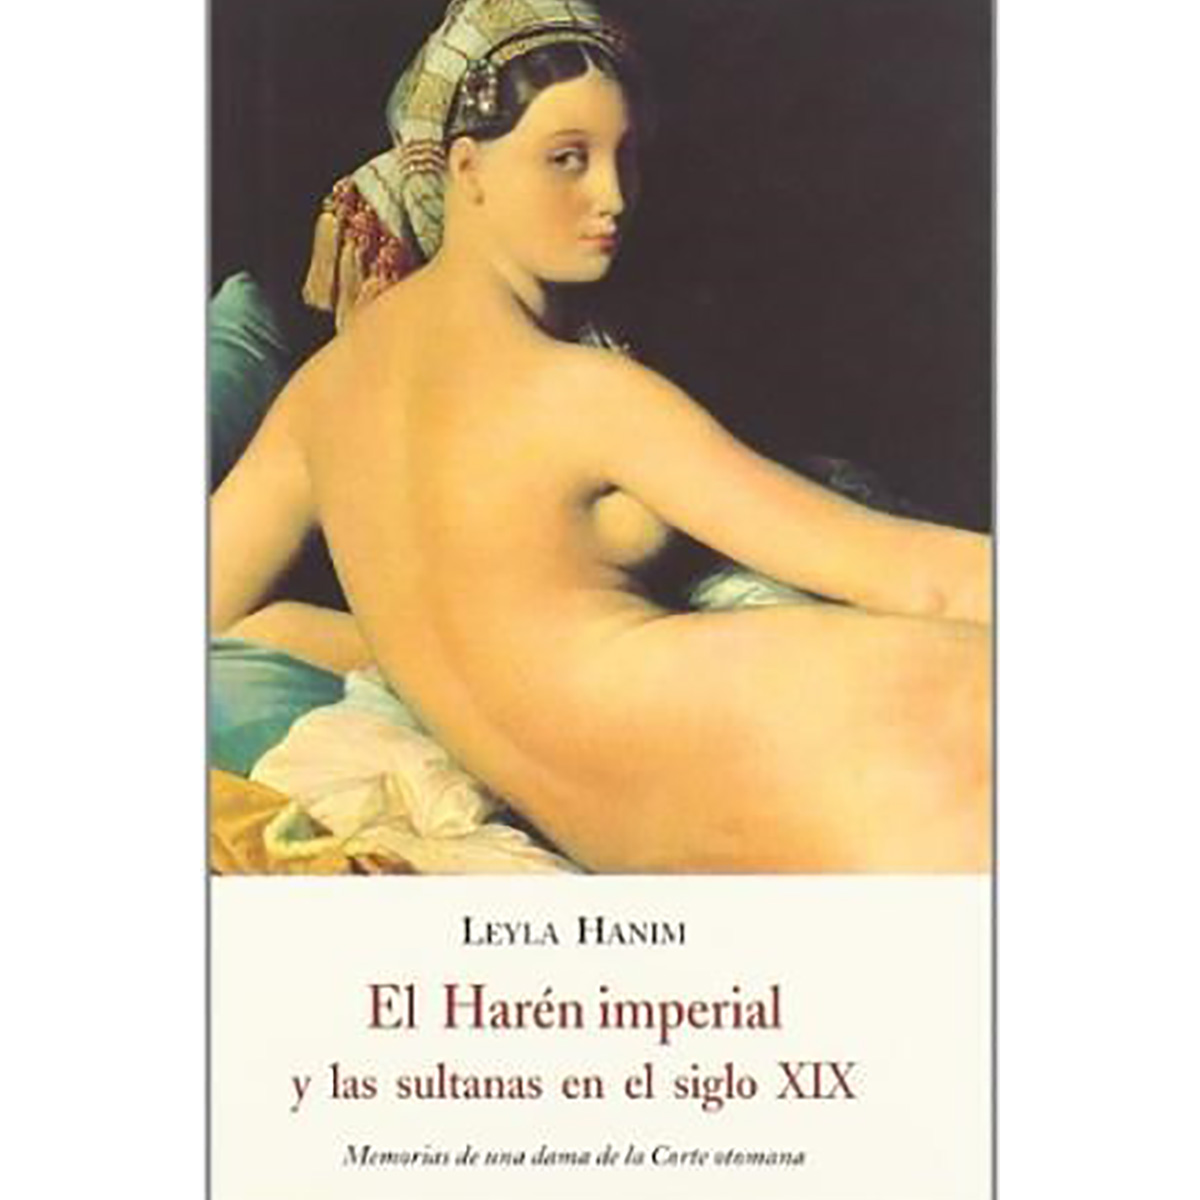 LEYLA HANIM
El Harén imperial
y las sultanas en el siglo XIX
Memorias de una dama de la Corte otomana